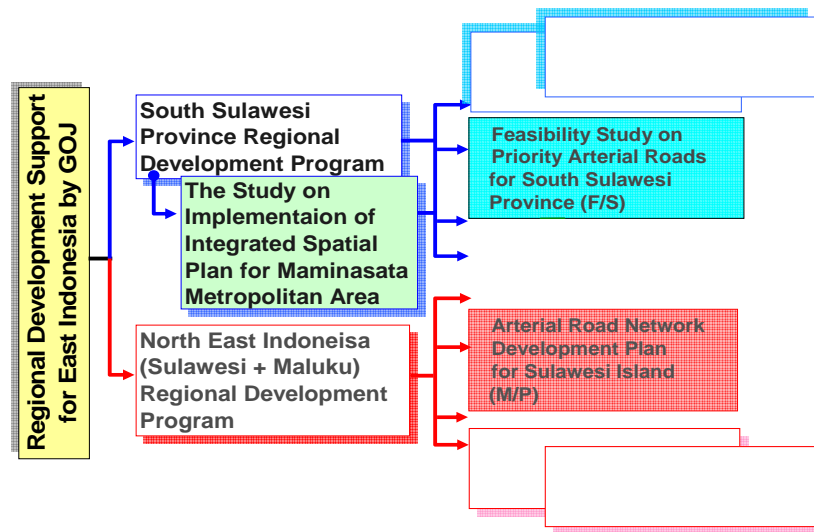 Regional Development Support
for East Indonesia by GOJ
South Sulawesi
Province Regional
Development Program
The Study on
Implementaion of
Integrated Spatial
Plan for Maminasata
Metropolitan Area
North East Indoneisa
(Sulawesi + Maluku)
Regional Development
Program
Feasibility Study on
Priority Arterial Roads
for South Sulawesi
Province (F/S)
Arterial Road Network
Development Plan
for Sulawesi Island
(M/P)